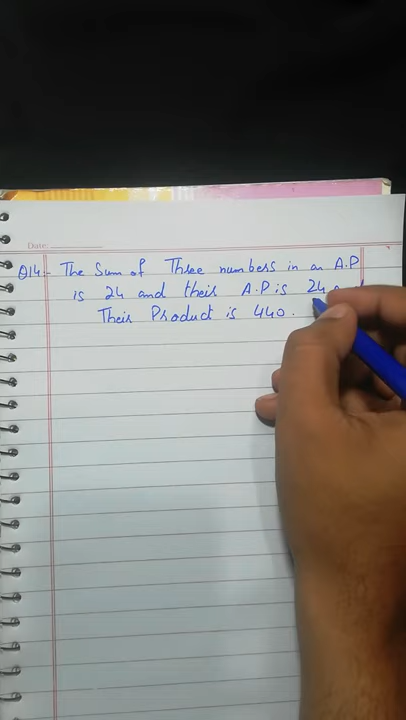 Date:
Q14:- The Sum of Three numbers in an A.P
is 24 and their A.P is 24
Their Product is 440.